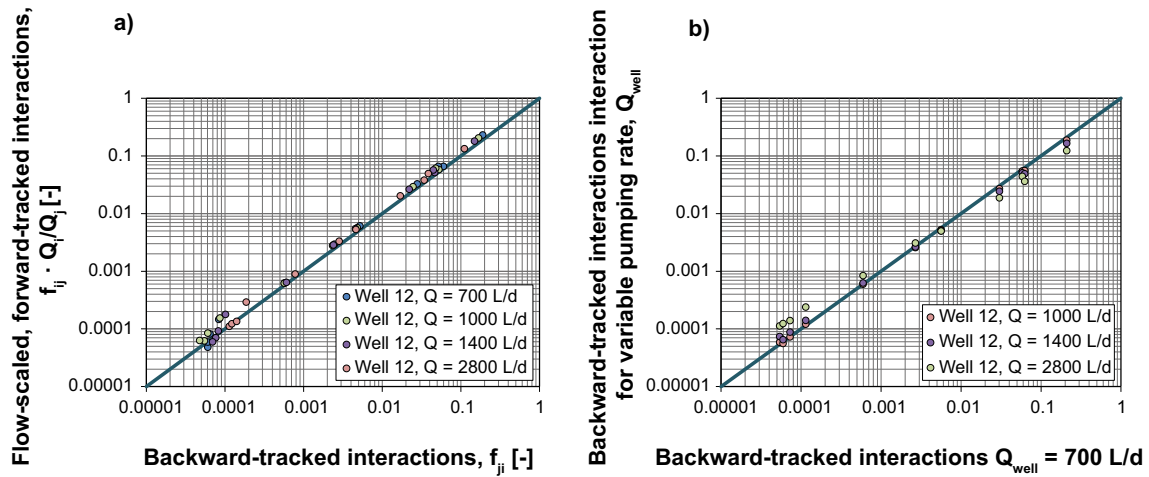 a)
Flow-scaled, forward-tracked interactions,
f_ij · Q_i/Q_j [-]
1
0.1
0.01
0.001
0.0001
0.00001
0.00001 0.0001 0.001 0.01 0.1 1
Well 12, Q = 700 L/d
Well 12, Q = 1000 L/d
Well 12, Q = 1400 L/d
Well 12, Q = 2800 L/d
Backward-tracked interactions, f_ji [-]
b)
Backward-tracked interactions interaction
for variable pumping rate, Q_well
1
0.1
0.01
0.001
0.0001
0.00001
0.00001 0.0001 0.001 0.01 0.1 1
Well 12, Q = 1000 L/d
Well 12, Q = 1400 L/d
Well 12, Q = 2800 L/d
Backward-tracked interactions Q_well = 700 L/d